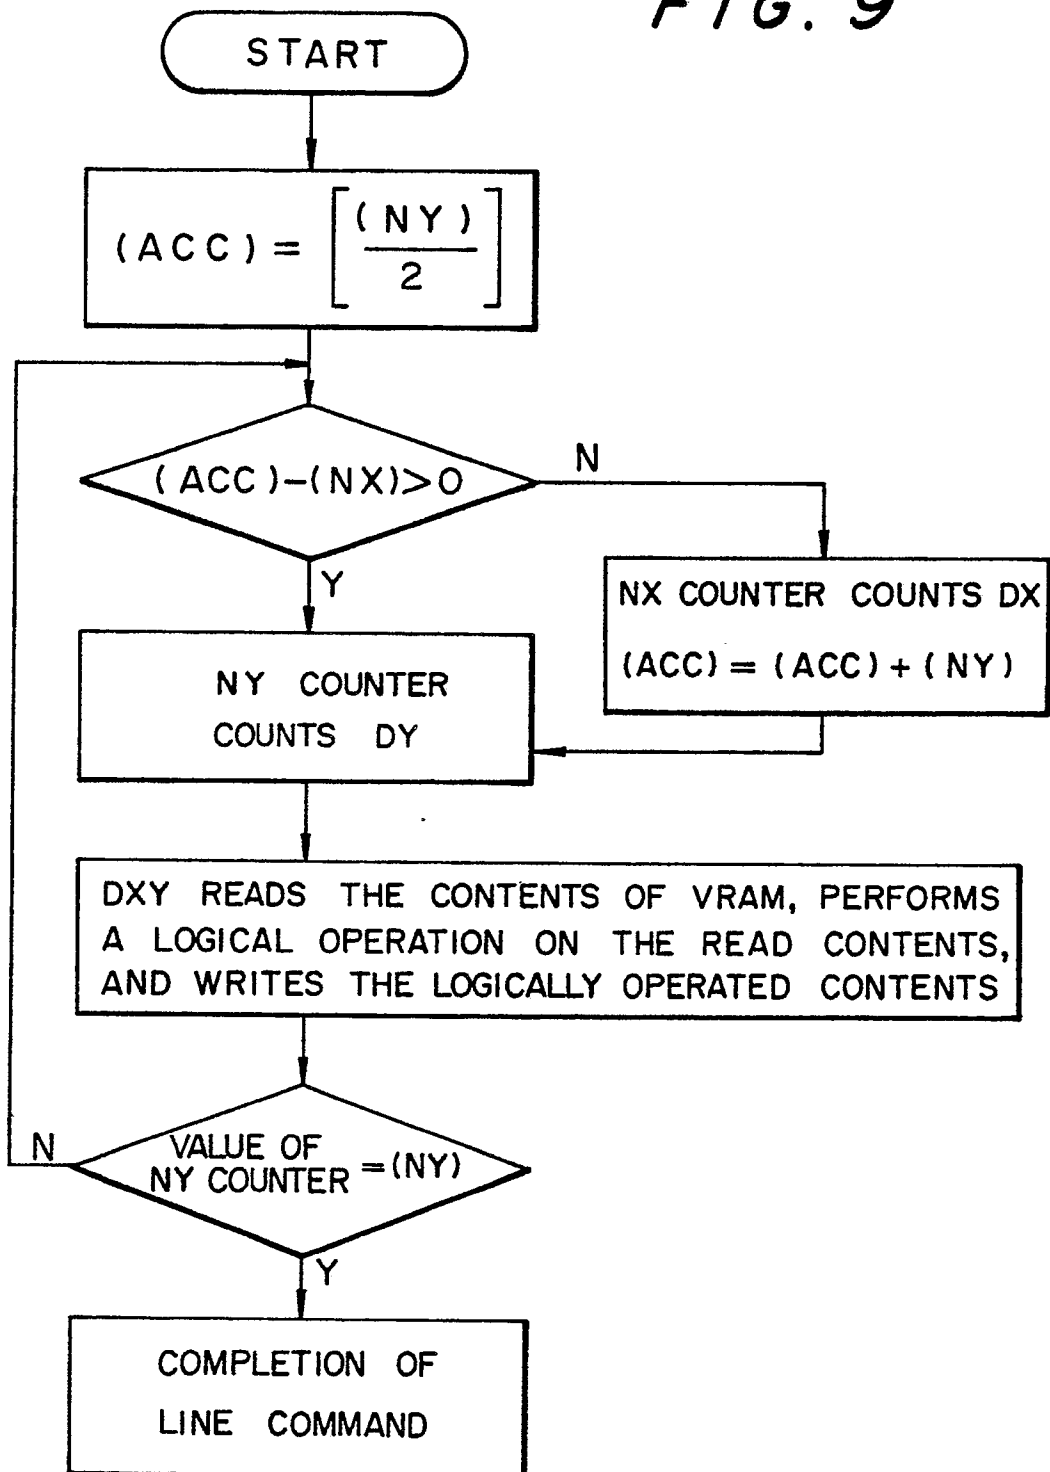 FIG. 9
START
(ACC) = [(NY)/2]
(ACC)-(NX)>0
N
Y
NX COUNTER COUNTS DX
(ACC) = (ACC) + (NY)
NY COUNTER
COUNTS DY
DXY READS THE CONTENTS OF VRAM, PERFORMS
A LOGICAL OPERATION ON THE READ CONTENTS,
AND WRITES THE LOGICALLY OPERATED CONTENTS
N
VALUE OF
NY COUNTER =(NY)
Y
COMPLETION OF
LINE COMMAND